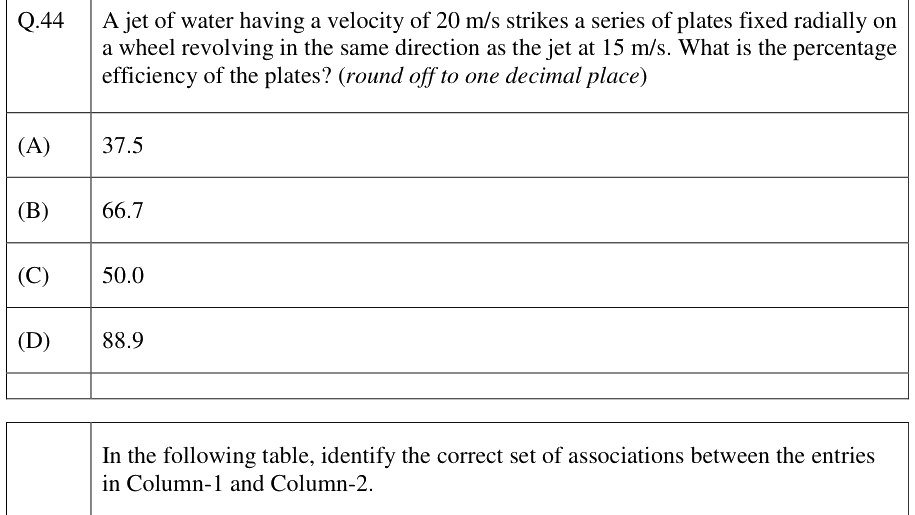 Q.44 A jet of water having a velocity of 20 m/s strikes a series of plates fixed radially on
a wheel revolving in the same direction as the jet at 15 m/s. What is the percentage
efficiency of the plates? (round off to one decimal place)
(A) 37.5
(B) 66.7
(C) 50.0
(D) 88.9
In the following table, identify the correct set of associations between the entries
in Column-1 and Column-2.